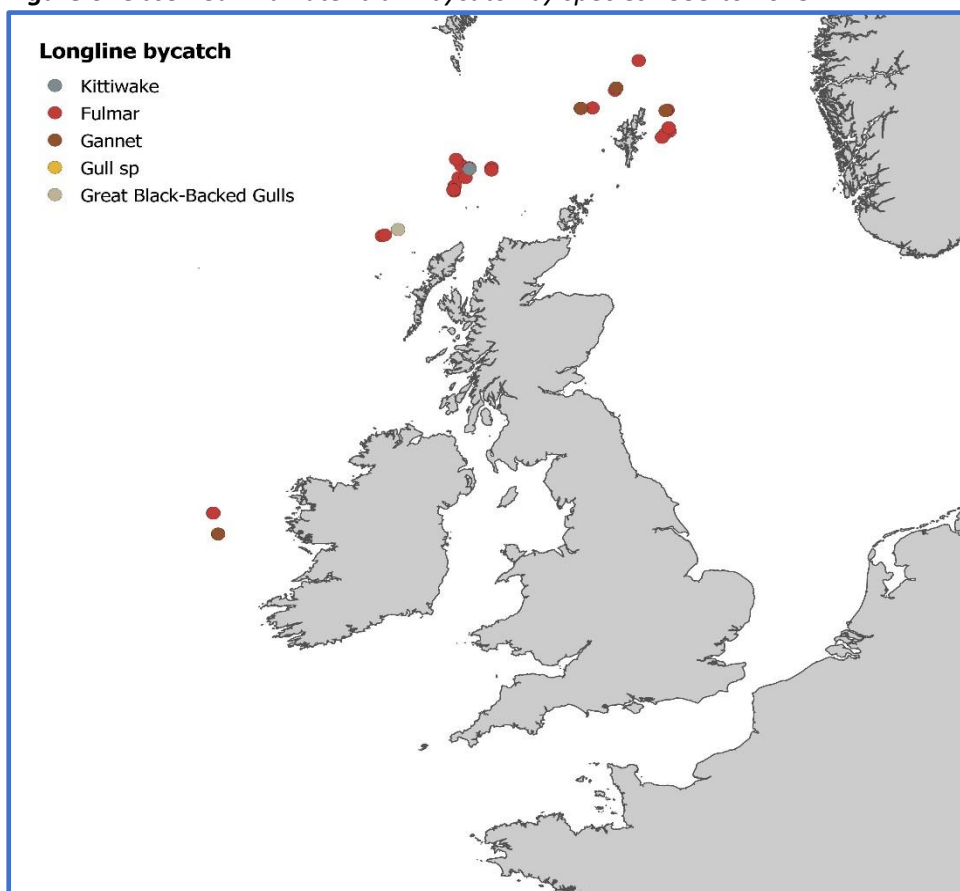 Longline bycatch
Kittiwake
Fulmar
Gannet
Gull sp
Great Black-Backed Gulls